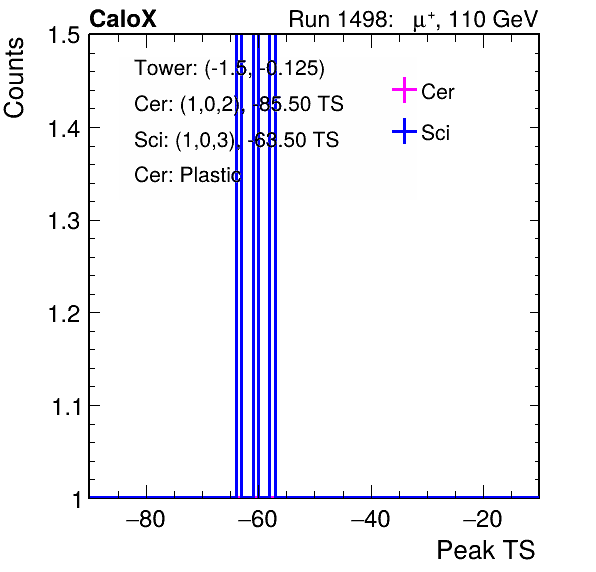 CaloX Run 1498: μ⁺, 110 GeV
Counts
Tower: (-1.5, -0.125)
Cer: (1,0,2), -85.50 TS
Sci: (1,0,3), -63.50 TS
Cer: Plastic
Cer
Sci
1.5
1.4
1.3
1.2
1.1
1
−80 −60 −40 −20
Peak TS